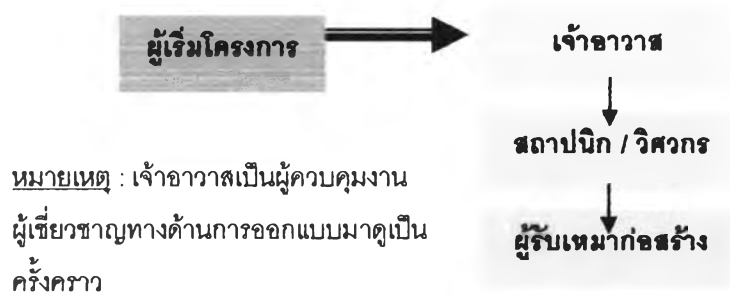 ผู้เริ่มโครงการ
เจ้าอาวาส
สถาปนิก / วิศวกร
ผู้รับเหมาก่อสร้าง
หมายเหตุ : เจ้าอาวาสเป็นผู้ควบคุมงาน
ผู้เชี่ยวชาญทางด้านการออกแบบมาดูเป็น
ครั้งคราว